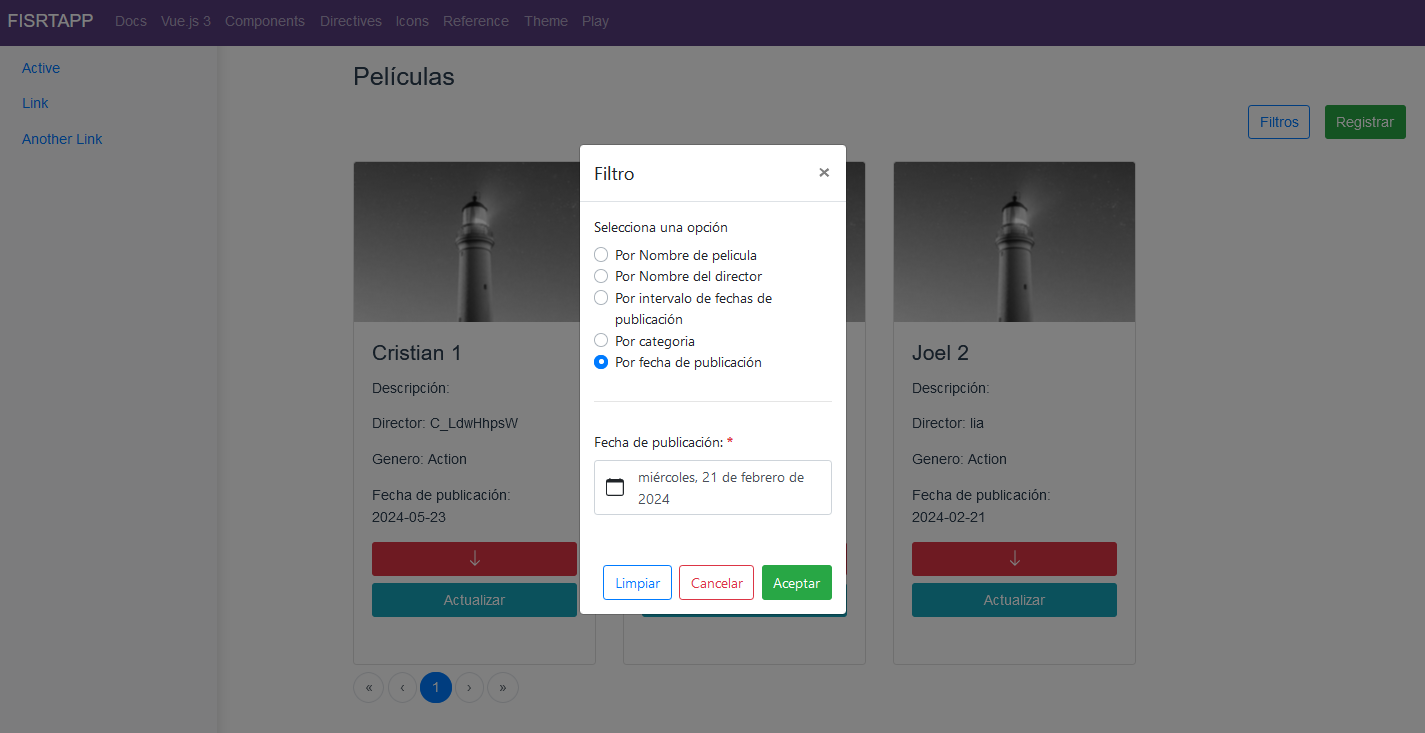 FISRTAPP Docs Vue.js 3 Components Directives Icons Reference Theme Play
Active
Link
Another Link
Películas
Filtros Registrar
Filtro ×
Selecciona una opción
Por Nombre de pelicula
Por Nombre del director
Por intervalo de fechas de
publicación
Por categoria
Por fecha de publicación
Fecha de publicación: *
miércoles, 21 de febrero de
2024
Limpiar Cancelar Aceptar
Cristian 1
Descripción:
Director: C_LdwHhpsW
Genero: Action
Fecha de publicación:
2024-05-23
Actualizar
Joel 2
Descripción:
Director: lia
Genero: Action
Fecha de publicación:
2024-02-21
Actualizar
« ‹ 1 › »